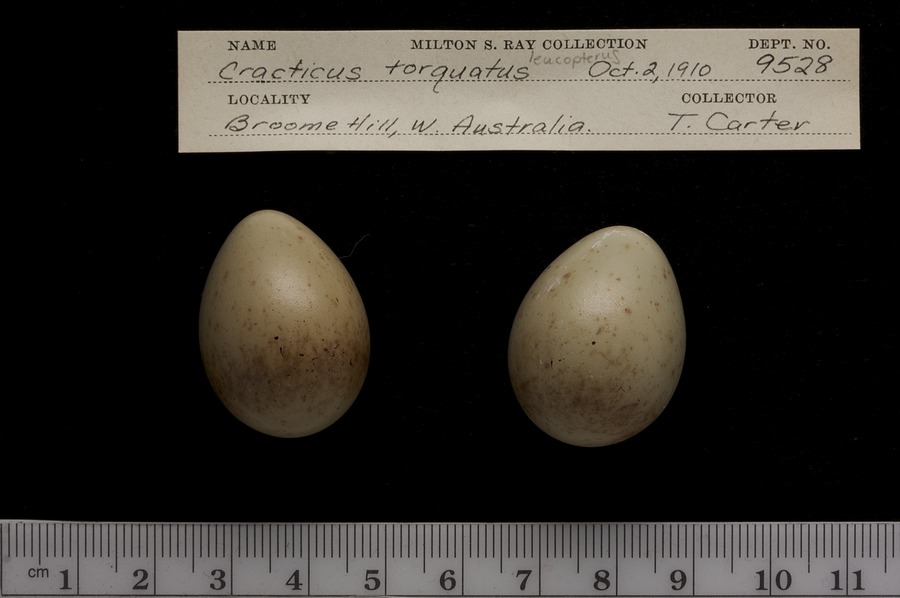 NAME MILTON S. RAY COLLECTION DEPT. NO.
Cracticus torquatus leucopterus Oct. 2, 1910 9528
LOCALITY COLLECTOR
Broome Hill, W. Australia. T. Carter
cm 1 2 3 4 5 6 7 8 9 10 11